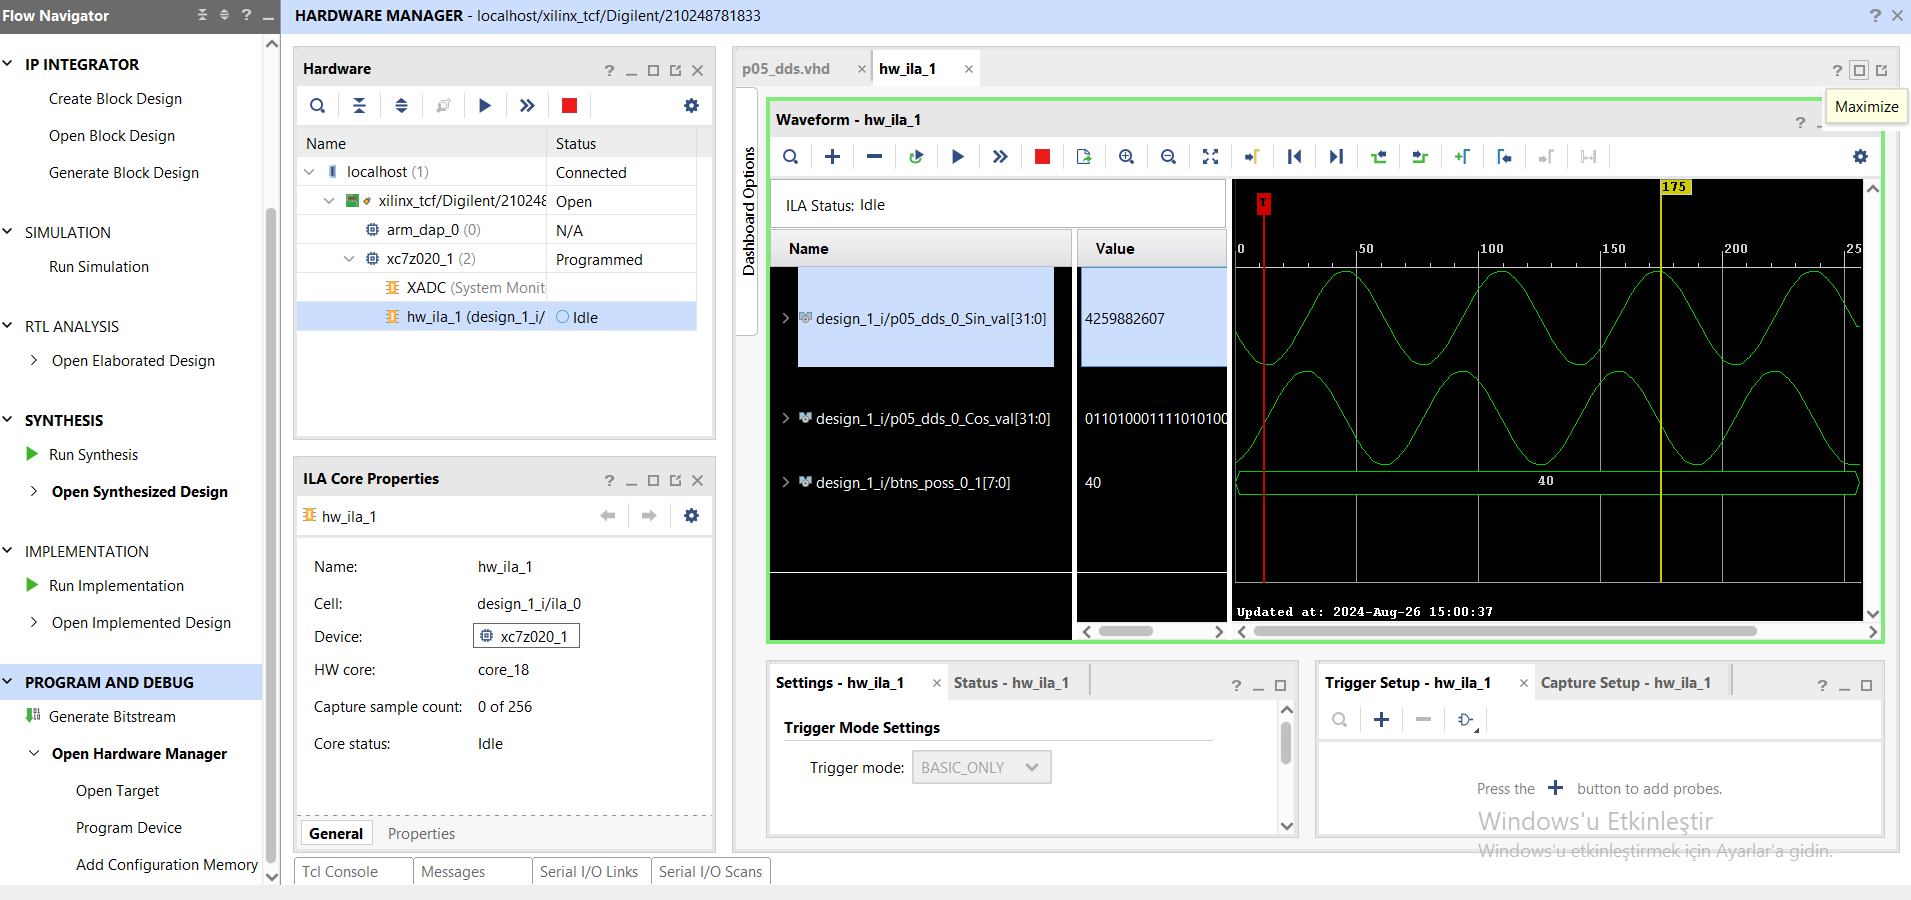 Flow Navigator
IP INTEGRATOR
Create Block Design
Open Block Design
Generate Block Design
SIMULATION
Run Simulation
RTL ANALYSIS
Open Elaborated Design
SYNTHESIS
Run Synthesis
Open Synthesized Design
IMPLEMENTATION
Run Implementation
Open Implemented Design
PROGRAM AND DEBUG
Generate Bitstream
Open Hardware Manager
Open Target
Program Device
Add Configuration Memory
HARDWARE MANAGER - localhost/xilinx_tcf/Digilent/210248781833
Hardware
Name Status
localhost (1) Connected
xilinx_tcf/Digilent/21024 Open
arm_dap_0 (0) N/A
xc7z020_1 (2) Programmed
XADC (System Monit
hw_ila_1 (design_1_i/ Idle
ILA Core Properties
hw_ila_1
Name: hw_ila_1
Cell: design_1_i/ila_0
Device: xc7z020_1
HW core: core_18
Capture sample count: 0 of 256
Core status: Idle
General Properties
Tcl Console Messages Serial I/O Links Serial I/O Scans
p05_dds.vhd hw_ila_1
Maximize
Dashboard Options
Waveform - hw_ila_1
ILA Status: Idle
Name Value
design_1_i/p05_dds_0_Sin_val[31:0] 4259882607
design_1_i/p05_dds_0_Cos_val[31:0] 011010001111010100
design_1_i/btns_poss_0_1[7:0] 40
175
T
0 50 100 150 200 25
40
Updated at: 2024-Aug-26 15:00:37
Settings - hw_ila_1 Status - hw_ila_1
Trigger Mode Settings
Trigger mode: BASIC_ONLY
Trigger Setup - hw_ila_1 Capture Setup - hw_ila_1
Press the + button to add probes.
Windows'u Etkinleştir
Windows'u etkinleştirmek için Ayarlar'a gidin.